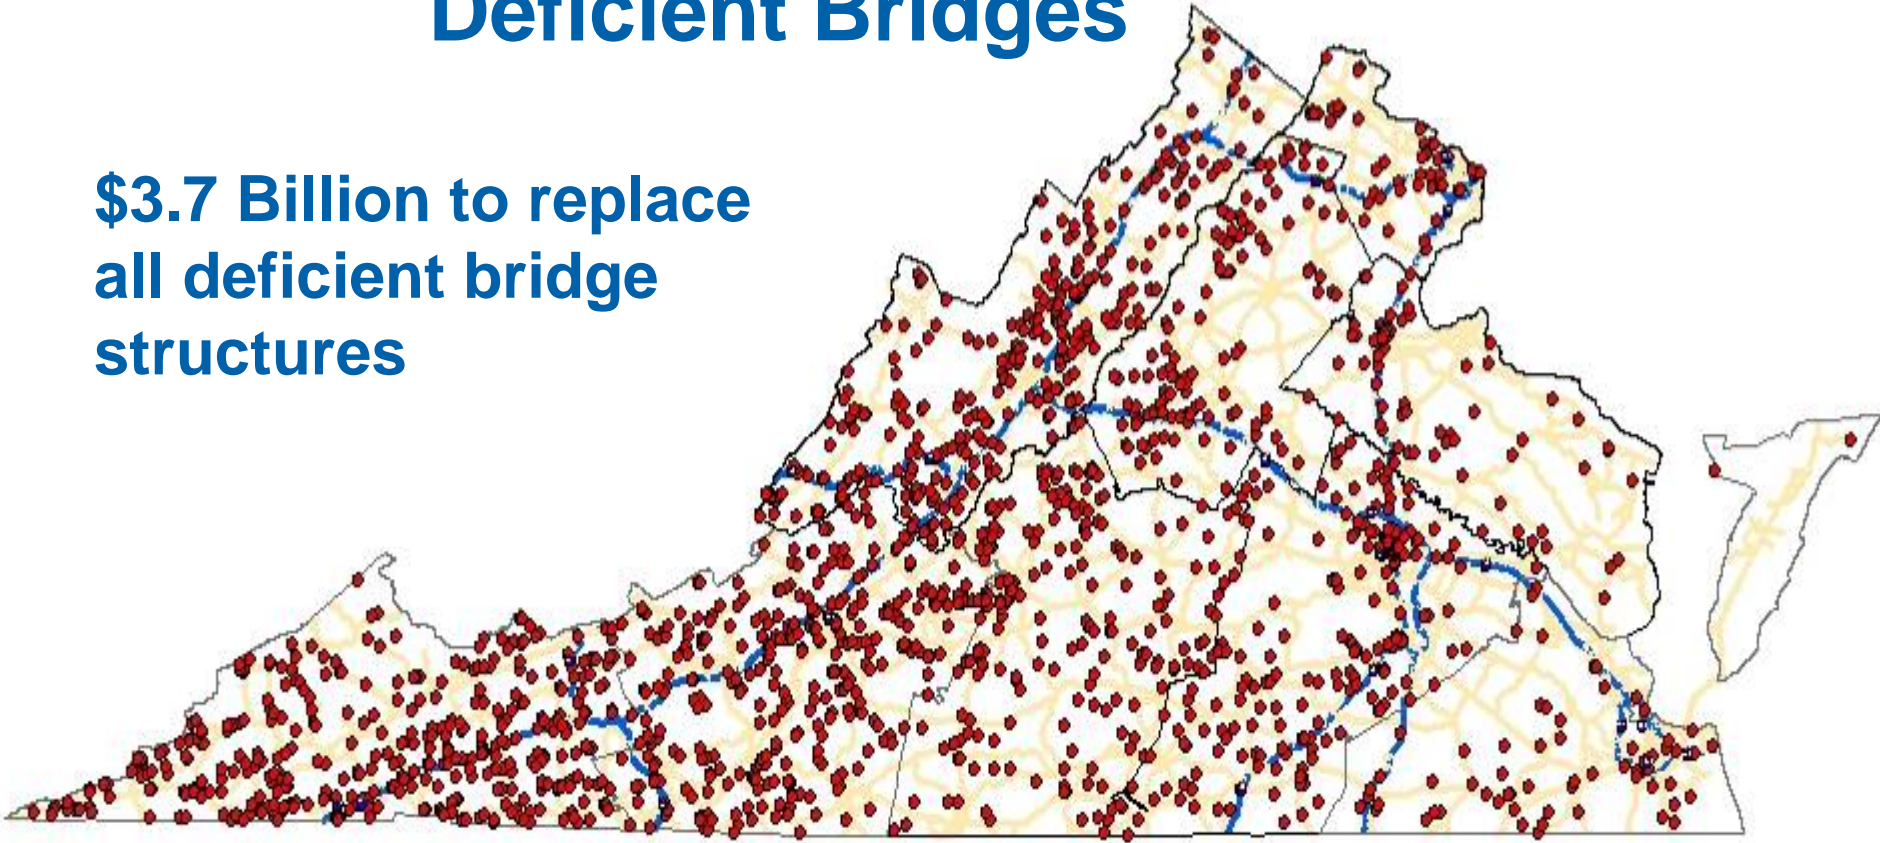 Deficient Bridges
$3.7 Billion to replace
all deficient bridge
structures